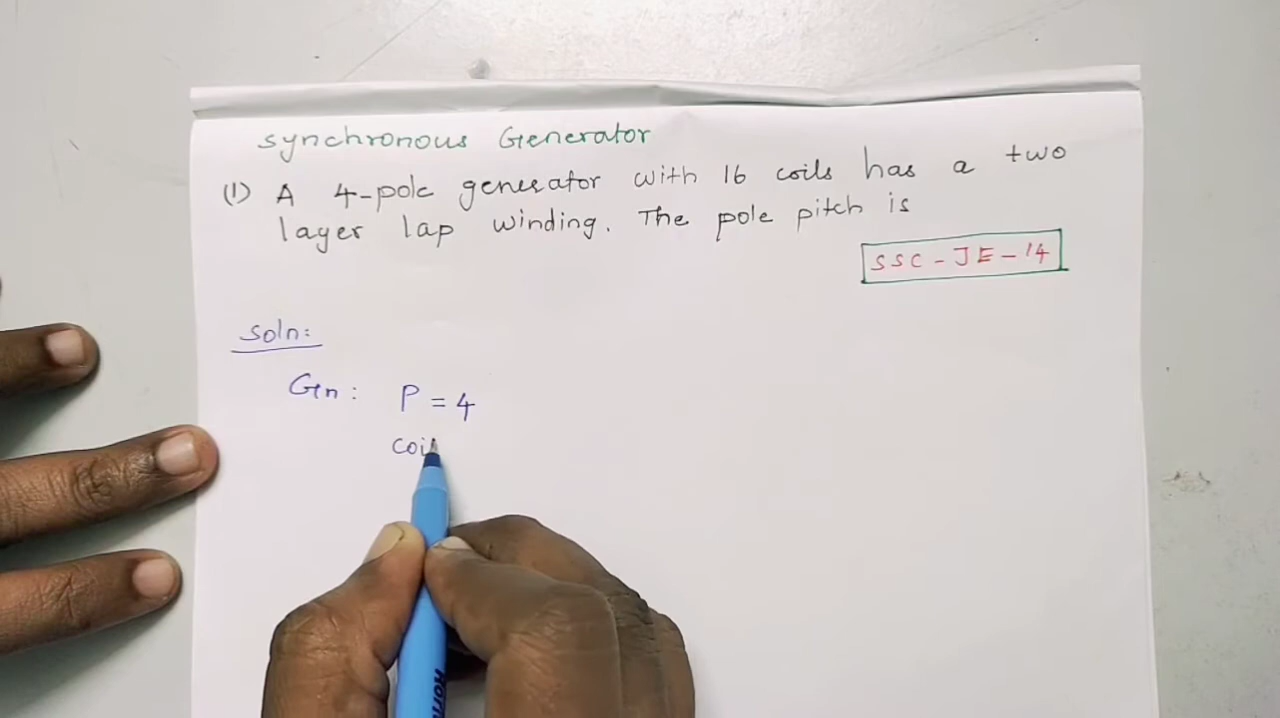 synchronous Generator
(1) A 4-pole generator with 16 coils has a two
layer lap winding. The pole pitch is
SSC-JE-14
Soln:
Gn: P = 4
coi